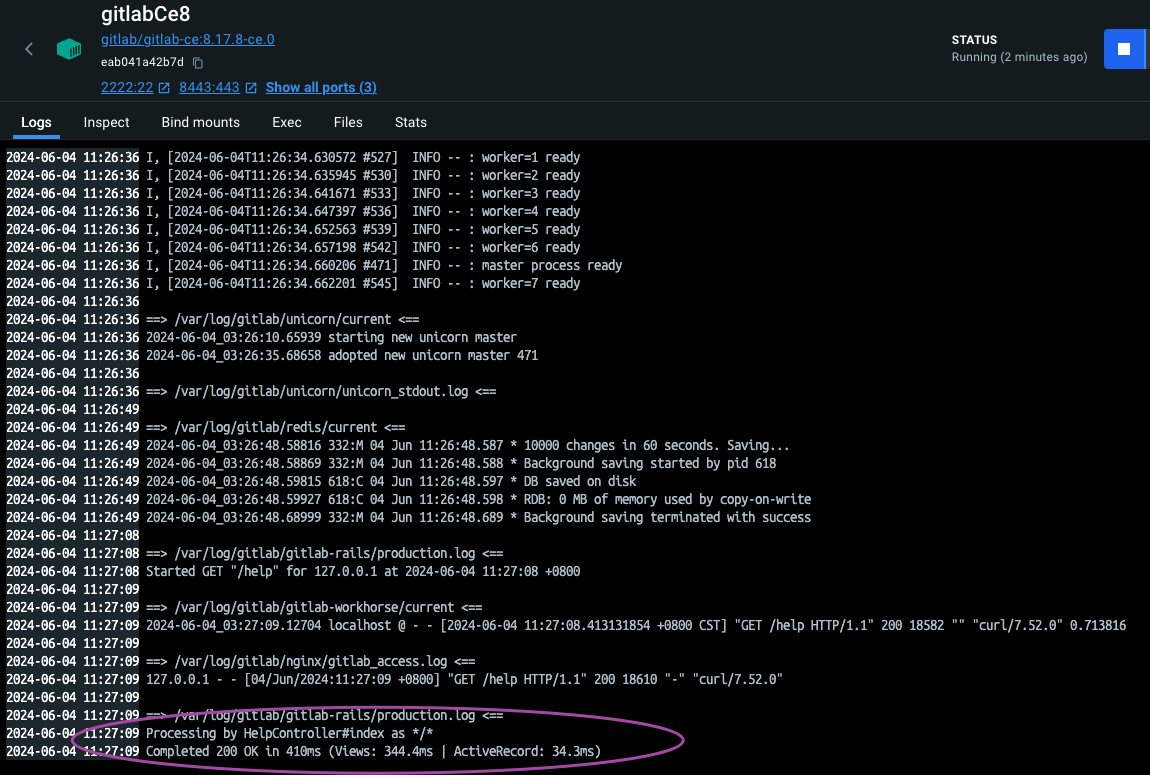 gitlabCe8
gitlab/gitlab-ce:8.17.8-ce.0
eab041a42b7d
2222:22 8443:443 Show all ports (3)
STATUS
Running (2 minutes ago)
Logs Inspect Bind mounts Exec Files Stats
2024-06-04 11:26:36 I, [2024-06-04T11:26:34.630572 #527]  INFO -- : worker=1 ready
2024-06-04 11:26:36 I, [2024-06-04T11:26:34.635945 #530]  INFO -- : worker=2 ready
2024-06-04 11:26:36 I, [2024-06-04T11:26:34.641671 #533]  INFO -- : worker=3 ready
2024-06-04 11:26:36 I, [2024-06-04T11:26:34.647397 #536]  INFO -- : worker=4 ready
2024-06-04 11:26:36 I, [2024-06-04T11:26:34.652563 #539]  INFO -- : worker=5 ready
2024-06-04 11:26:36 I, [2024-06-04T11:26:34.657198 #542]  INFO -- : worker=6 ready
2024-06-04 11:26:36 I, [2024-06-04T11:26:34.660206 #471]  INFO -- : master process ready
2024-06-04 11:26:36 I, [2024-06-04T11:26:34.662201 #545]  INFO -- : worker=7 ready
2024-06-04 11:26:36
2024-06-04 11:26:36 ==> /var/log/gitlab/unicorn/current <==
2024-06-04 11:26:36 2024-06-04_03:26:10.65939 starting new unicorn master
2024-06-04 11:26:36 2024-06-04_03:26:35.68658 adopted new unicorn master 471
2024-06-04 11:26:36
2024-06-04 11:26:36 ==> /var/log/gitlab/unicorn/unicorn_stdout.log <==
2024-06-04 11:26:49
2024-06-04 11:26:49 ==> /var/log/gitlab/redis/current <==
2024-06-04 11:26:49 2024-06-04_03:26:48.58816 332:M 04 Jun 11:26:48.587 * 10000 changes in 60 seconds. Saving...
2024-06-04 11:26:49 2024-06-04_03:26:48.58869 332:M 04 Jun 11:26:48.588 * Background saving started by pid 618
2024-06-04 11:26:49 2024-06-04_03:26:48.59815 618:C 04 Jun 11:26:48.597 * DB saved on disk
2024-06-04 11:26:49 2024-06-04_03:26:48.59927 618:C 04 Jun 11:26:48.598 * RDB: 0 MB of memory used by copy-on-write
2024-06-04 11:26:49 2024-06-04_03:26:48.68999 332:M 04 Jun 11:26:48.689 * Background saving terminated with success
2024-06-04 11:27:08
2024-06-04 11:27:08 ==> /var/log/gitlab/gitlab-rails/production.log <==
2024-06-04 11:27:08 Started GET "/help" for 127.0.0.1 at 2024-06-04 11:27:08 +0800
2024-06-04 11:27:09
2024-06-04 11:27:09 ==> /var/log/gitlab/gitlab-workhorse/current <==
2024-06-04 11:27:09 2024-06-04_03:27:09.12704 localhost @ - - [2024-06-04 11:27:08.413131854 +0800 CST] "GET /help HTTP/1.1" 200 18582 "" "curl/7.52.0" 0.713816
2024-06-04 11:27:09
2024-06-04 11:27:09 ==> /var/log/gitlab/nginx/gitlab_access.log <==
2024-06-04 11:27:09 127.0.0.1 - - [04/Jun/2024:11:27:09 +0800] "GET /help HTTP/1.1" 200 18610 "-" "curl/7.52.0"
2024-06-04 11:27:09
2024-06-04 11:27:09 ==> /var/log/gitlab/gitlab-rails/production.log <==
2024-06-04 11:27:09 Processing by HelpController#index as */*
2024-06-04 11:27:09 Completed 200 OK in 410ms (Views: 344.4ms | ActiveRecord: 34.3ms)